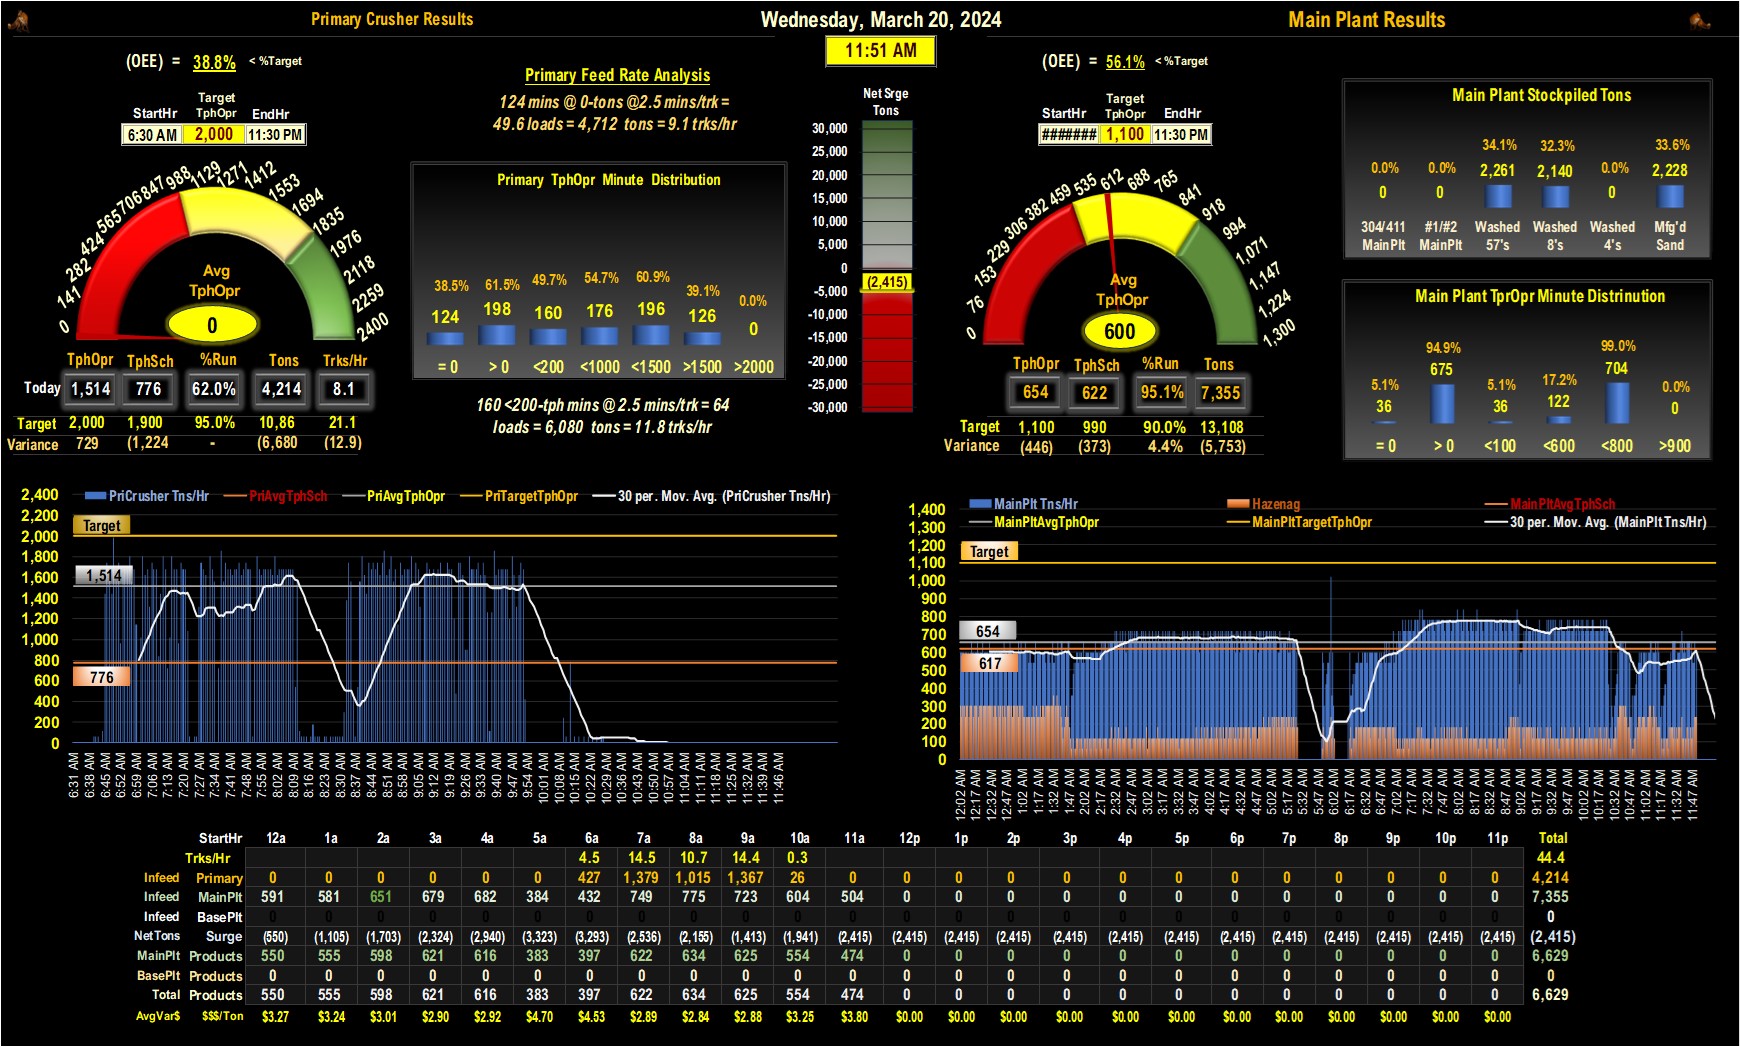 Primary Crusher Results
Wednesday, March 20, 2024
Main Plant Results
11:51 AM
(OEE) = 38.8% < %Target
Target
StartHr TphOpr EndHr
6:30 AM 2,000 11:30 PM
Primary Feed Rate Analysis
124 mins @ 0-tons @2.5 mins/trk =
49.6 loads = 4,712 tons = 9.1 trks/hr
Net Srge
Tons
(OEE) = 56.1% < %Target
Target
StartHr TphOpr EndHr
####### 1,100 11:30 PM
0 141 282 424 565 706 847 988 1129 1271 1412 1553 1694 1835 1976 2118 2259 2400
Avg
TphOpr
0
TphOpr TphSch %Run Tons Trks/Hr
Today 1,514 776 62.0% 4,214 8.1
Target 2,000 1,900 95.0% 10,86 21.1
Variance 729 (1,224 - (6,680) (12.9)
Primary TphOpr Minute Distribution
38.5% 61.5% 49.7% 54.7% 60.9% 39.1% 0.0%
124 198 160 176 196 126 0
= 0 > 0 <200 <1000 <1500 >1500 >2000
160 <200-tph mins @ 2.5 mins/trk = 64
loads = 6,080 tons = 11.8 trks/hr
30,000
25,000
20,000
15,000
10,000
5,000
0
(2,415)
-5,000
-10,000
-15,000
-20,000
-25,000
-30,000
0 76 153 229 306 382 459 535 612 688 765 841 918 994 1,071 1,147 1,224 1,300
Avg
TphOpr
600
TphOpr TphSch %Run Tons
654 622 95.1% 7,355
Target 1,100 990 90.0% 13,108
Variance (446) (373) 4.4% (5,753)
Main Plant Stockpiled Tons
0.0% 0.0% 34.1% 32.3% 0.0% 33.6%
0 0 2,261 2,140 0 2,228
304/411 #1/#2 Washed Washed Washed Mfg'd
MainPlt MainPlt 57's 8's 4's Sand
Main Plant TprOpr Minute Distrinution
5.1% 94.9% 5.1% 17.2% 99.0% 0.0%
36 675 36 122 704 0
= 0 > 0 <100 <600 <800 >900
PriCrusher Tns/Hr PriAvgTphSch PriAvgTphOpr PriTargetTphOpr 30 per. Mov. Avg. (PriCrusher Tns/Hr)
2,400
2,200
2,000
1,800
1,600
1,400
1,200
1,000
800
600
400
200
0
Target
1,514
776
6:31 AM 6:38 AM 6:45 AM 6:52 AM 6:59 AM 7:06 AM 7:13 AM 7:20 AM 7:27 AM 7:34 AM 7:41 AM 7:48 AM 7:55 AM 8:02 AM 8:09 AM 8:16 AM 8:23 AM 8:30 AM 8:37 AM 8:44 AM 8:51 AM 8:58 AM 9:05 AM 9:12 AM 9:19 AM 9:26 AM 9:33 AM 9:40 AM 9:47 AM 9:54 AM 10:01 AM 10:08 AM 10:15 AM 10:22 AM 10:29 AM 10:36 AM 10:43 AM 10:50 AM 10:57 AM 11:04 AM 11:11 AM 11:18 AM 11:25 AM 11:32 AM 11:39 AM 11:46 AM
MainPlt Tns/Hr Hazenag MainPltAvgTphSch
MainPltAvgTphOpr MainPltTargetTphOpr 30 per. Mov. Avg. (MainPlt Tns/Hr)
1,400
1,300
1,200
1,100
1,000
900
800
700
600
500
400
300
200
100
0
Target
654
617
12:02 AM 12:17 AM 12:32 AM 12:47 AM 1:02 AM 1:17 AM 1:32 AM 1:47 AM 2:02 AM 2:17 AM 2:32 AM 2:47 AM 3:02 AM 3:17 AM 3:32 AM 3:47 AM 4:02 AM 4:17 AM 4:32 AM 4:47 AM 5:02 AM 5:17 AM 5:32 AM 5:47 AM 6:02 AM 6:17 AM 6:32 AM 6:47 AM 7:02 AM 7:17 AM 7:32 AM 7:47 AM 8:02 AM 8:17 AM 8:32 AM 8:47 AM 9:02 AM 9:17 AM 9:32 AM 9:47 AM 10:02 AM 10:17 AM 10:32 AM 10:47 AM 11:02 AM 11:17 AM 11:32 AM 11:47 AM
StartHr 12a 1a 2a 3a 4a 5a 6a 7a 8a 9a 10a 11a 12p 1p 2p 3p 4p 5p 6p 7p 8p 9p 10p 11p Total
Trks/Hr 4.5 14.5 10.7 14.4 0.3 44.4
Infeed Primary 0 0 0 0 0 0 427 1,379 1,015 1,367 26 0 0 0 0 0 0 0 0 0 0 0 0 0 4,214
Infeed MainPlt 591 581 651 679 682 384 432 749 775 723 604 504 0 0 0 0 0 0 0 0 0 0 0 0 7,355
Infeed BasePlt 0 0 0 0 0 0 0 0 0 0 0 0 0 0 0 0 0 0 0 0 0 0 0 0 0
NetTons Surge (550) (1,105) (1,703) (2,324) (2,940) (3,323) (3,293) (2,536) (2,155) (1,413) (1,941) (2,415) (2,415) (2,415) (2,415) (2,415) (2,415) (2,415) (2,415) (2,415) (2,415) (2,415) (2,415) (2,415) (2,415)
MainPlt Products 550 555 598 621 616 383 397 622 634 625 554 474 0 0 0 0 0 0 0 0 0 0 0 0 6,629
BasePlt Products 0 0 0 0 0 0 0 0 0 0 0 0 0 0 0 0 0 0 0 0 0 0 0 0 0
Total Products 550 555 598 621 616 383 397 622 634 625 554 474 0 0 0 0 0 0 0 0 0 0 0 0 6,629
AvgVar$ $$$/Ton $3.27 $3.24 $3.01 $2.90 $2.92 $4.70 $4.53 $2.89 $2.84 $2.88 $3.25 $3.80 $0.00 $0.00 $0.00 $0.00 $0.00 $0.00 $0.00 $0.00 $0.00 $0.00 $0.00 $0.00